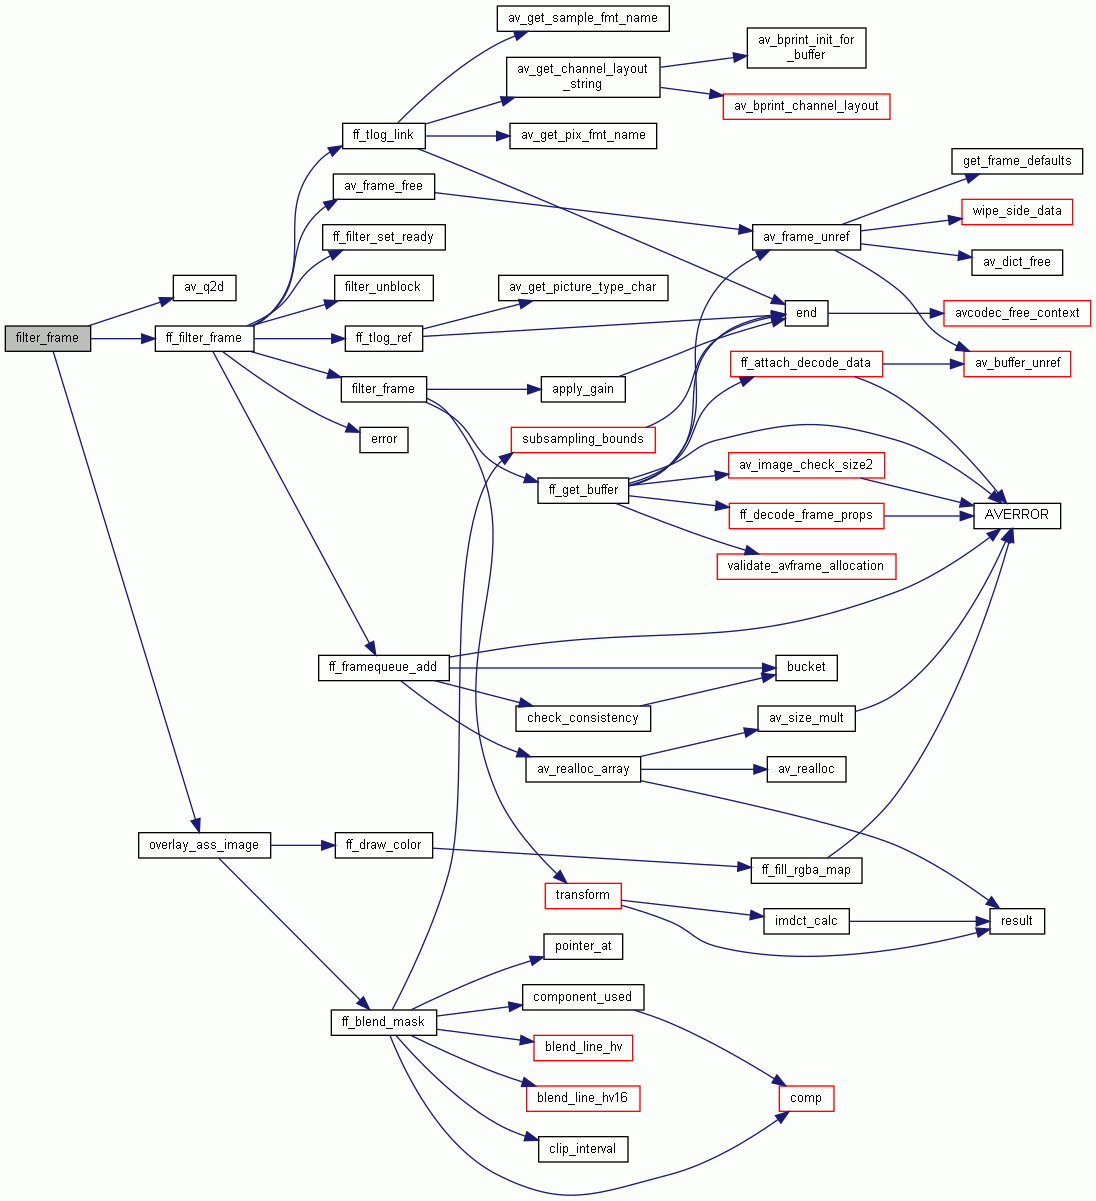 av_get_sample_fmt_name
av_get_channel_layout
_string
av_bprint_init_for
_buffer
av_bprint_channel_layout
ff_tlog_link
av_get_pix_fmt_name
get_frame_defaults
av_frame_free
wipe_side_data
ff_filter_set_ready
av_frame_unref
av_dict_free
av_q2d
filter_unblock
av_get_picture_type_char
end
avcodec_free_context
filter_frame
ff_filter_frame
ff_tlog_ref
ff_attach_decode_data
av_buffer_unref
filter_frame
apply_gain
error
subsampling_bounds
av_image_check_size2
ff_get_buffer
ff_decode_frame_props
AVERROR
validate_avframe_allocation
ff_framequeue_add
bucket
check_consistency
av_size_mult
av_realloc_array
av_realloc
overlay_ass_image
ff_draw_color
ff_fill_rgba_map
transform
imdct_calc
result
pointer_at
component_used
ff_blend_mask
blend_line_hv
blend_line_hv16
comp
clip_interval